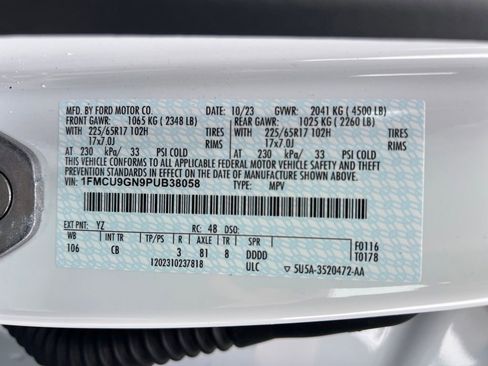 MFD. BY FORD MOTOR CO. 10/23 GVWR: 2041 KG ( 4500 LB)
FRONT GAWR: 1065 KG ( 2348 LB) REAR GAWR: 1025 KG ( 2260 LB)
WITH 225/65R17 102H TIRES WITH 225/65R17 102H TIRES
17x7.0J RIMS 17x7.0J RIMS
AT 230 kPa/ 33 PSI COLD AT 230 kPa/ 33 PSI COLD
THIS VEHICLE CONFORMS TO ALL APPLICABLE FEDERAL MOTOR VEHICLE SAFETY
AND THEFT PREVENTION STANDARDS IN EFFECT ON THE DATE OF MANUFACTURE SHOWN ABOVE.
VIN: 1FMCU9GN9PUB38058 TYPE: MPV
EXT PNT: YZ RC: 48 DSO:
WB INT TR TP/PS R AXLE TR SPR F0116
106 CB 3 81 8 DDDD T0178
1202310237818 ULC 5U5A-3520472-AA